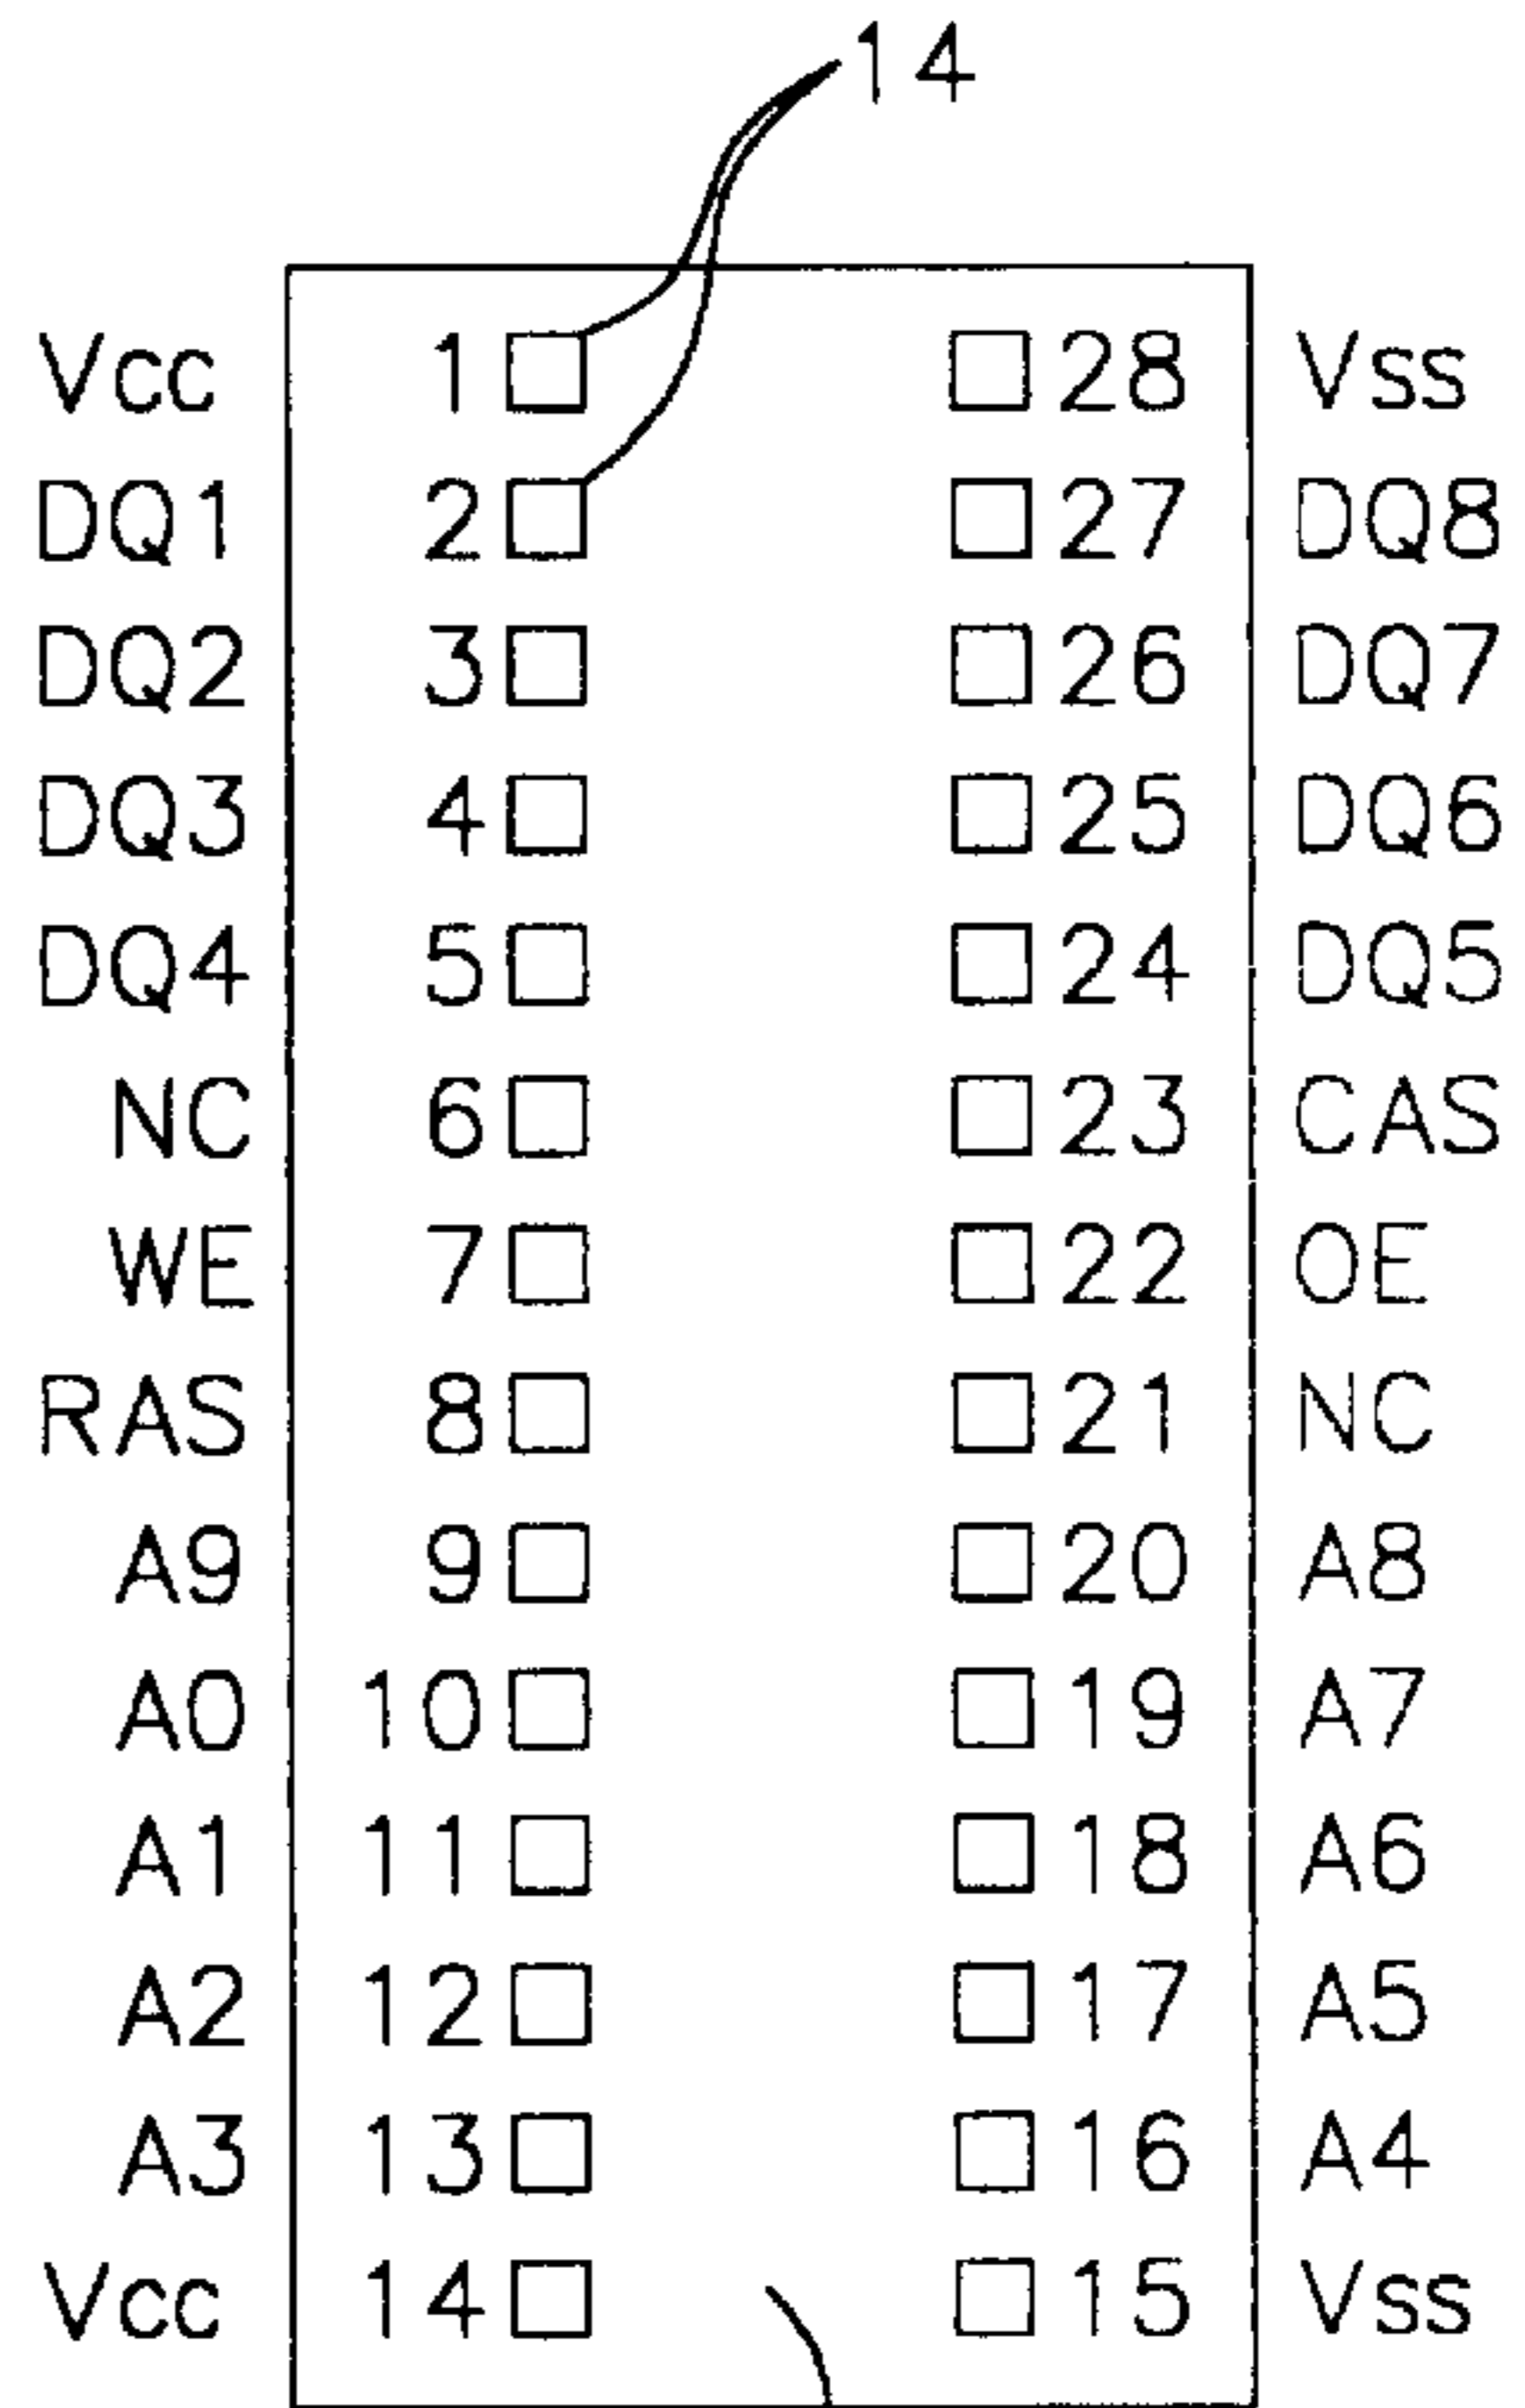 14
Vcc 1 28 Vss
DQ1 2 27 DQ8
DQ2 3 26 DQ7
DQ3 4 25 DQ6
DQ4 5 24 DQ5
NC 6 23 CAS
WE 7 22 OE
RAS 8 21 NC
A9 9 20 A8
A0 10 19 A7
A1 11 18 A6
A2 12 17 A5
A3 13 16 A4
Vcc 14 15 Vss